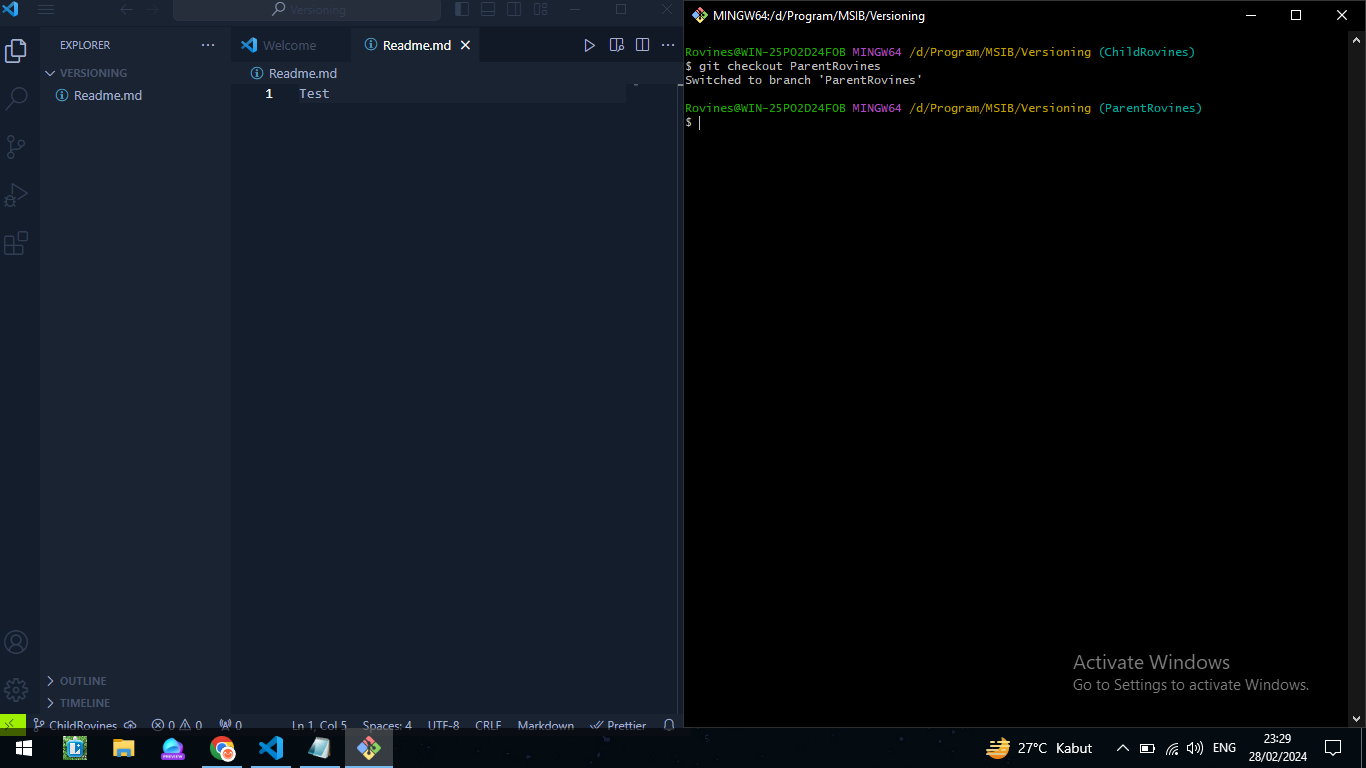 Versioning
EXPLORER
VERSIONING
Readme.md
OUTLINE
TIMELINE
Welcome
Readme.md
Readme.md
1 Test
ChildRovines 0 0 0 Ln 1, Col 5 Spaces: 4 UTF-8 CRLF Markdown Prettier
MINGW64:/d/Program/MSIB/Versioning
Rovines@WIN-25PO2D24FOB MINGW64 /d/Program/MSIB/Versioning (ChildRovines)
$ git checkout ParentRovines
Switched to branch 'ParentRovines'
Rovines@WIN-25PO2D24FOB MINGW64 /d/Program/MSIB/Versioning (ParentRovines)
$
Activate Windows
Go to Settings to activate Windows.
PREVIEW
27°C Kabut
ENG
23:29
28/02/2024